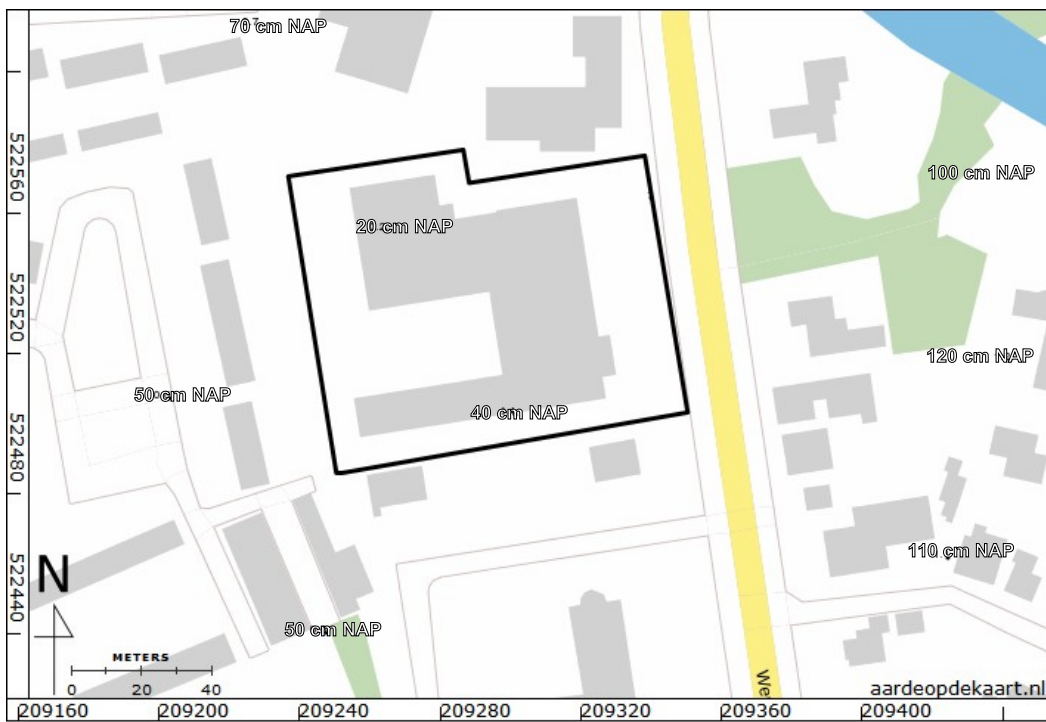 70 cm NAP
100 cm NAP
20 cm NAP
120 cm NAP
50 cm NAP
40 cm NAP
110 cm NAP
50 cm NAP
522560
522520
522480
522440
N
METERS
0 20 40
We
aardeopdekaart.nl
209160 209200 209240 209280 209320 209360 209400